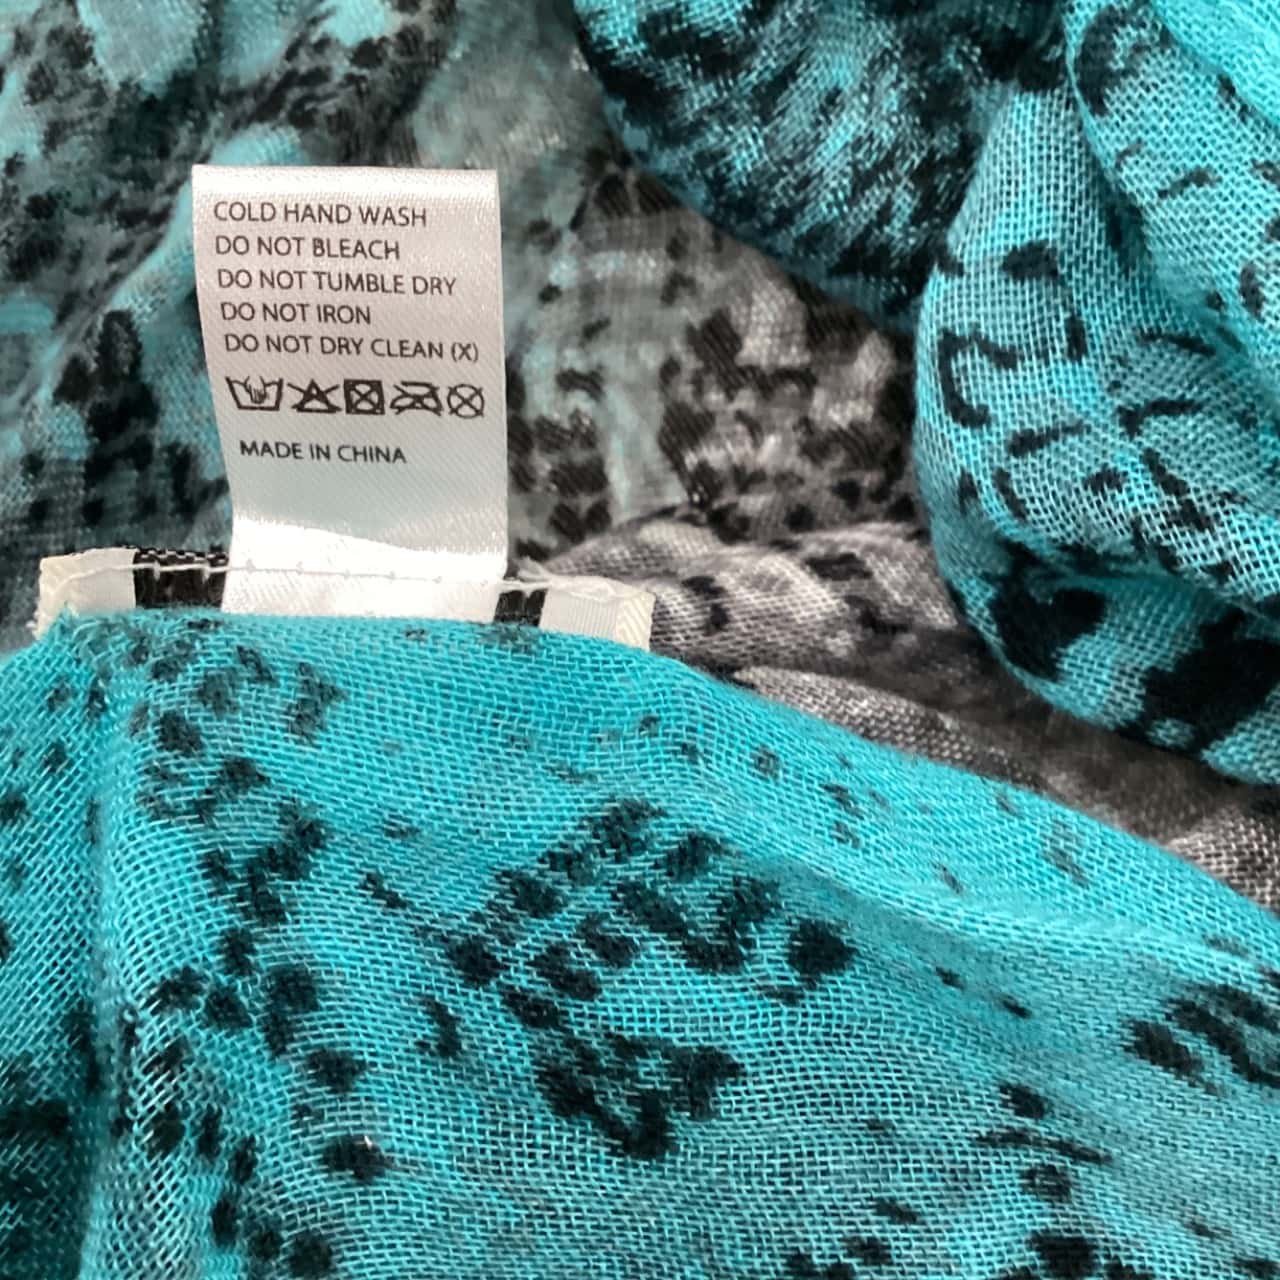 COLD HAND WASH
DO NOT BLEACH
DO NOT TUMBLE DRY
DO NOT IRON
DO NOT DRY CLEAN (X)
MADE IN CHINA